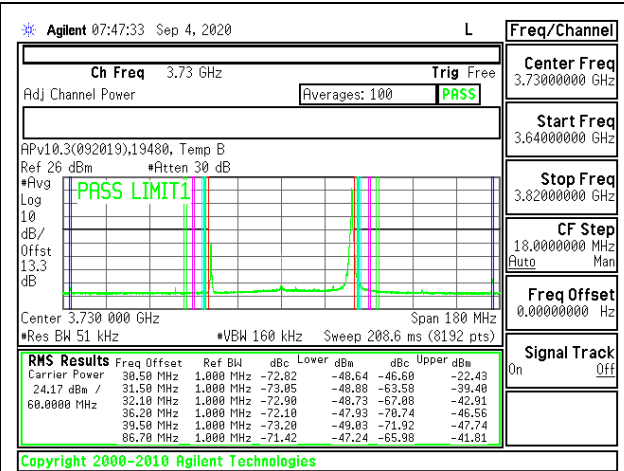 Agilent 07:47:33 Sep 4, 2020 L
Ch Freq 3.73 GHz Trig Free
Adj Channel Power Averages: 100 PASS
APv10.3(092019),19480, Temp B
Ref 26 dBm #Atten 30 dB
#Avg
Log
10
dB/
Offst
13.3
dB
PASS LIMIT1
Center 3.730 000 GHz Span 180 MHz
#Res BW 51 kHz #VBW 160 kHz Sweep 208.6 ms (8192 pts)
RMS Results Freq Offset Ref BW dBc Lower dBm dBc Upper dBm
Carrier Power 30.50 MHz 1.000 MHz -72.82 -48.64 -46.60 -22.43
24.17 dBm / 31.50 MHz 1.000 MHz -73.05 -48.88 -63.58 -39.40
60.0000 MHz 32.10 MHz 1.000 MHz -72.90 -48.73 -67.08 -42.91
36.20 MHz 1.000 MHz -72.10 -47.93 -70.74 -46.56
39.50 MHz 1.000 MHz -73.20 -49.03 -71.92 -47.74
86.70 MHz 1.000 MHz -71.42 -47.24 -65.98 -41.81
Copyright 2000-2010 Agilent Technologies
Freq/Channel
Center Freq
3.73000000 GHz
Start Freq
3.64000000 GHz
Stop Freq
3.82000000 GHz
CF Step
18.0000000 MHz
Auto Man
Freq Offset
0.00000000 Hz
Signal Track
On Off